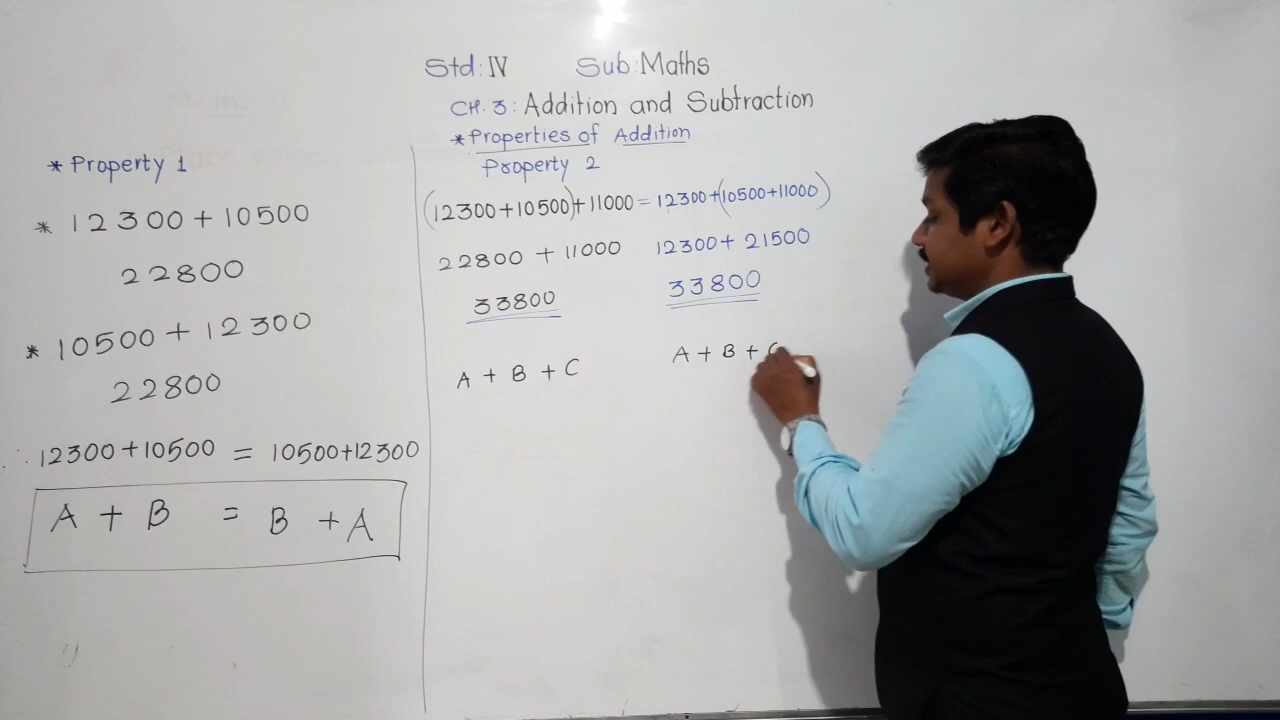 Std: IV Sub: Maths
CH. 3: Addition and Subtraction
* Properties of Addition
* Property 1
* 12300 + 10500
22800
* 10500 + 12300
22800
∴ 12300+10500 = 10500+12300
A + B = B + A
Property 2
(12300+10500)+11000 = 12300+(10500+11000)
22800 + 11000 12300+ 21500
33800 33800
A + B + C A + B + C